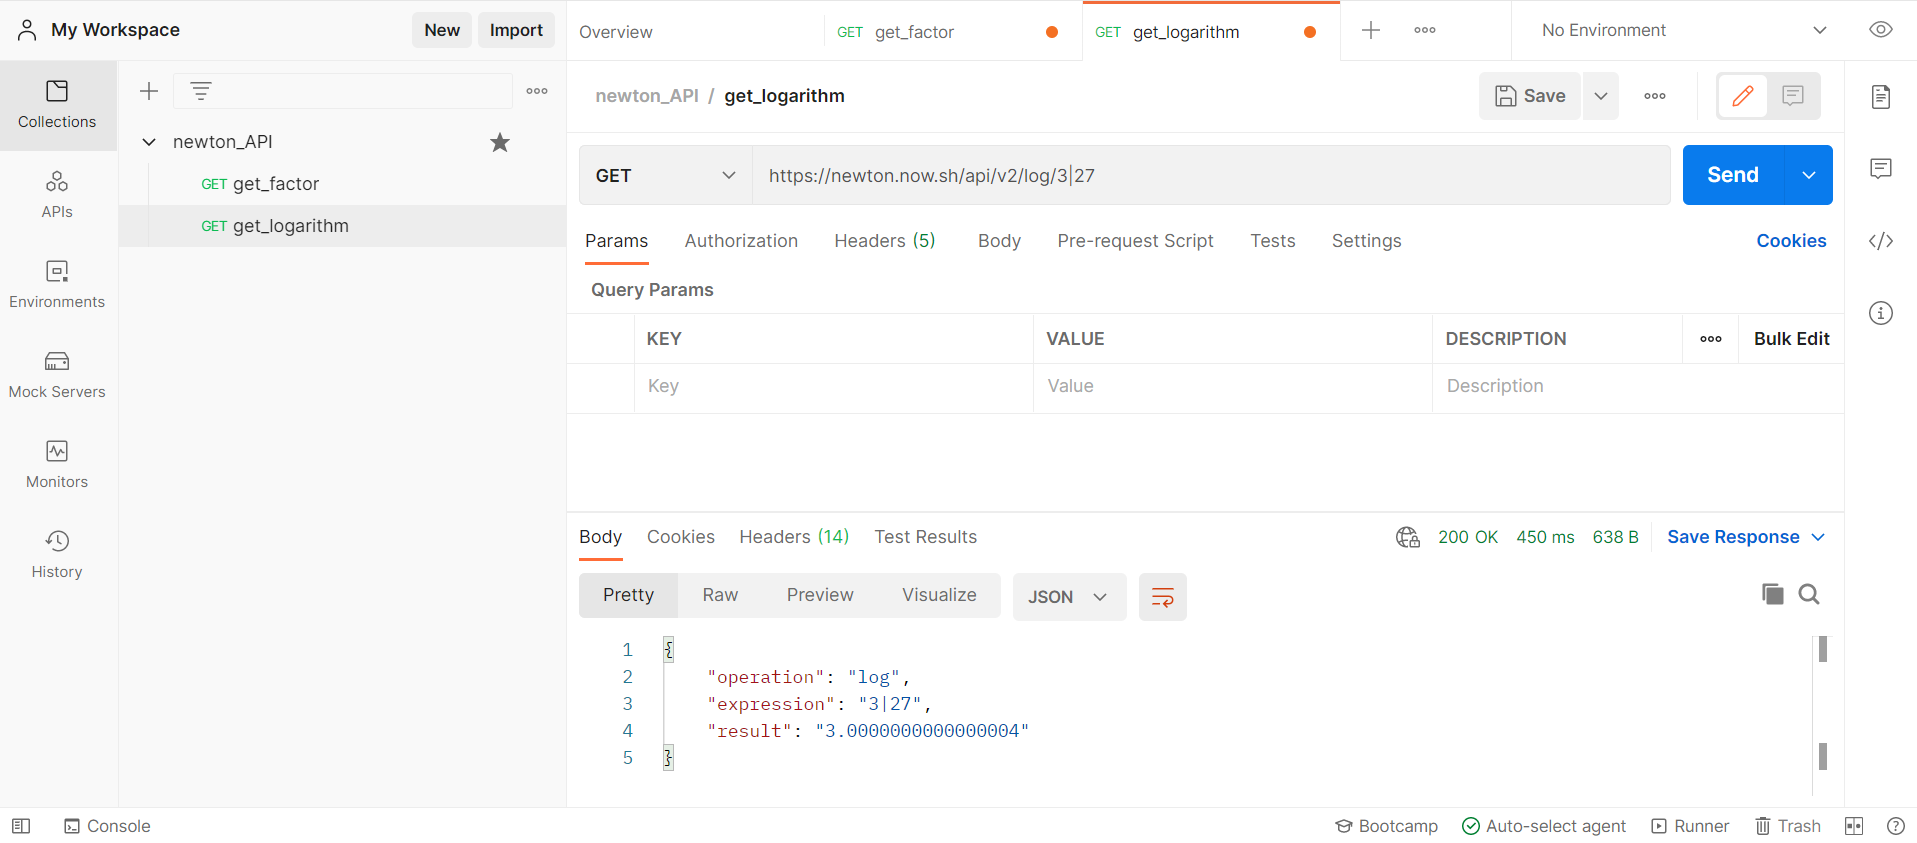 My Workspace
New
Import
Overview
GET get_factor
GET get_logarithm
No Environment
Collections
APIs
Environments
Mock Servers
Monitors
History
newton_API
GET get_factor
GET get_logarithm
newton_API / get_logarithm
Save
GET
https://newton.now.sh/api/v2/log/3|27
Send
Params Authorization Headers (5) Body Pre-request Script Tests Settings Cookies
Query Params
KEY VALUE DESCRIPTION Bulk Edit
Key Value Description
Body Cookies Headers (14) Test Results 200 OK 450 ms 638 B Save Response
Pretty Raw Preview Visualize JSON
1 {
2 "operation": "log",
3 "expression": "3|27",
4 "result": "3.0000000000000004"
5 }
Console Bootcamp Auto-select agent Runner Trash